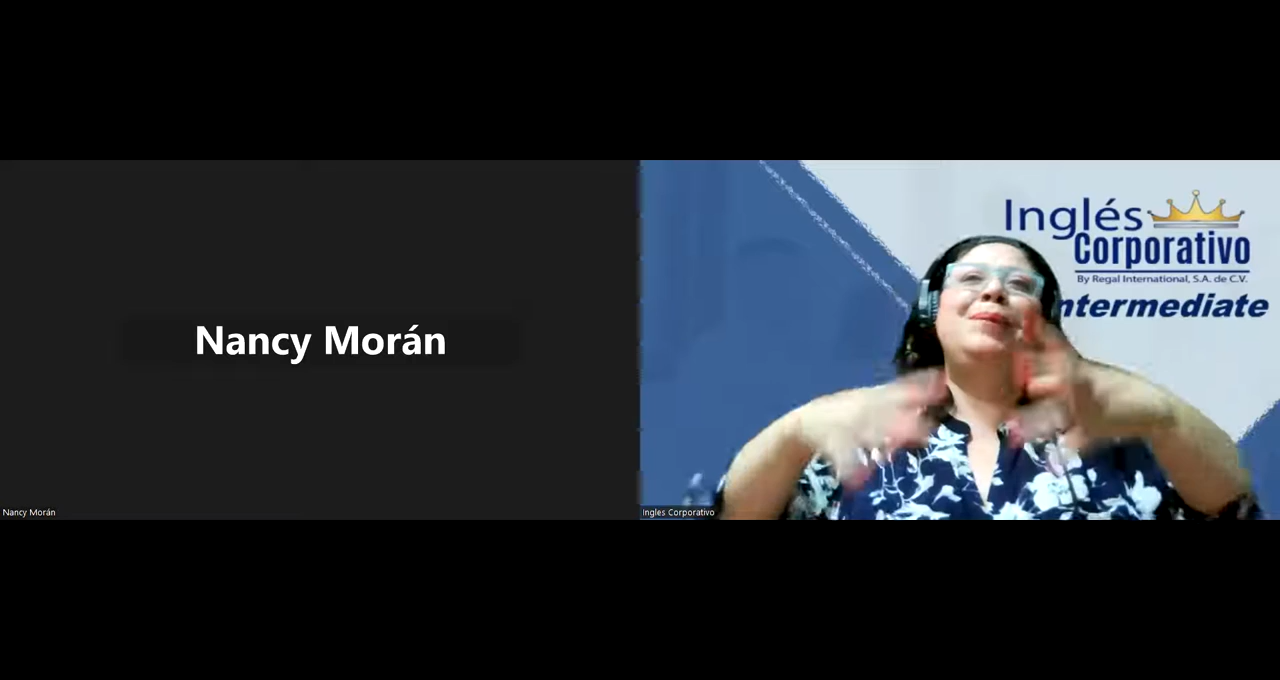 Nancy Morán
Nancy Morán
Inglés
Corporativo
By Regal International, S.A. de C.V.
ntermediate
Ingles Corporativo